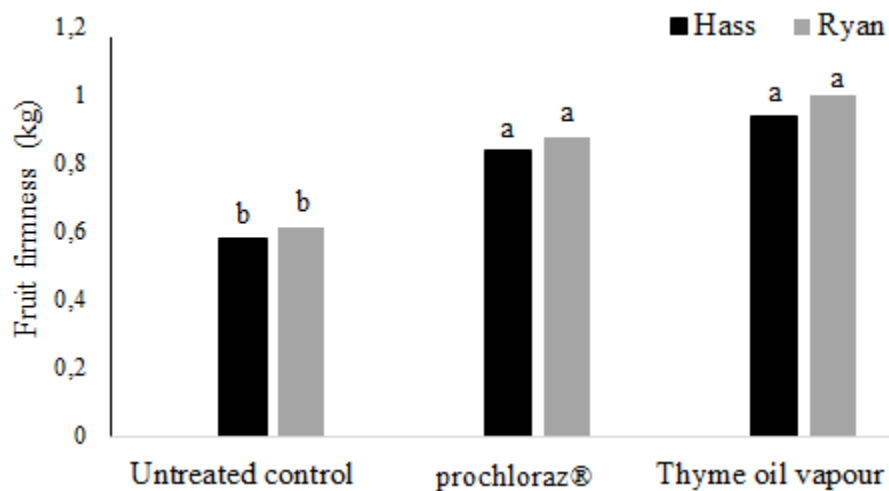 1,2
Hass Ryan
1
0,8
0,6
0,4
0,2
0
Fruit firmness (kg)
b b
a a
a a
Untreated control prochloraz® Thyme oil vapour